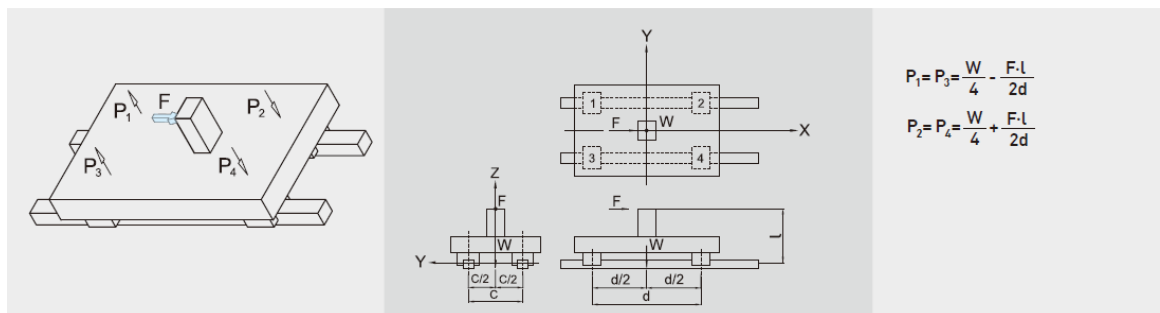 F
P₁
P₂
P₃
P₄
Y
1
2
F
W
X
3
4
Z
F
W
Y
C/2
C/2
C
F
W
l
d/2
d/2
d
P₁= P₃= W/4 - F·l/2d
P₂= P₄= W/4 + F·l/2d